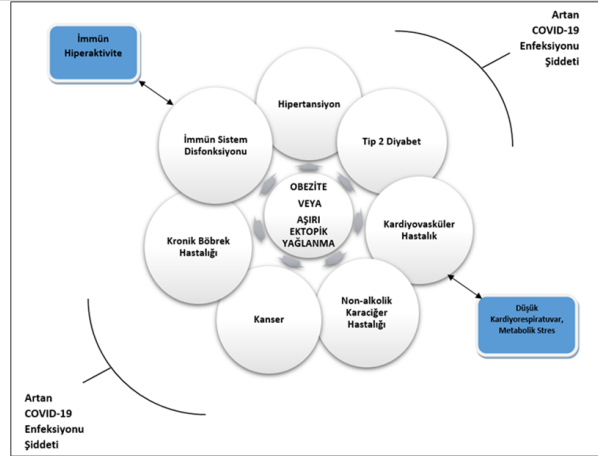 Artan
COVID-19
Enfeksiyonu
Şiddeti
İmmün
Hiperaktivite
Hipertansiyon
İmmün Sistem
Disfonksiyonu
Tip 2 Diyabet
OBEZİTE
VEYA
AŞIRI
EKTOPİK
YAĞLANMA
Kardiyovasküler
Hastalık
Kronik Böbrek
Hastalığı
Non-alkolik
Karaciğer
Hastalığı
Kanser
Düşük
Kardiyorespiratuvar,
Metabolik Stres
Artan
COVID-19
Enfeksiyonu
Şiddeti